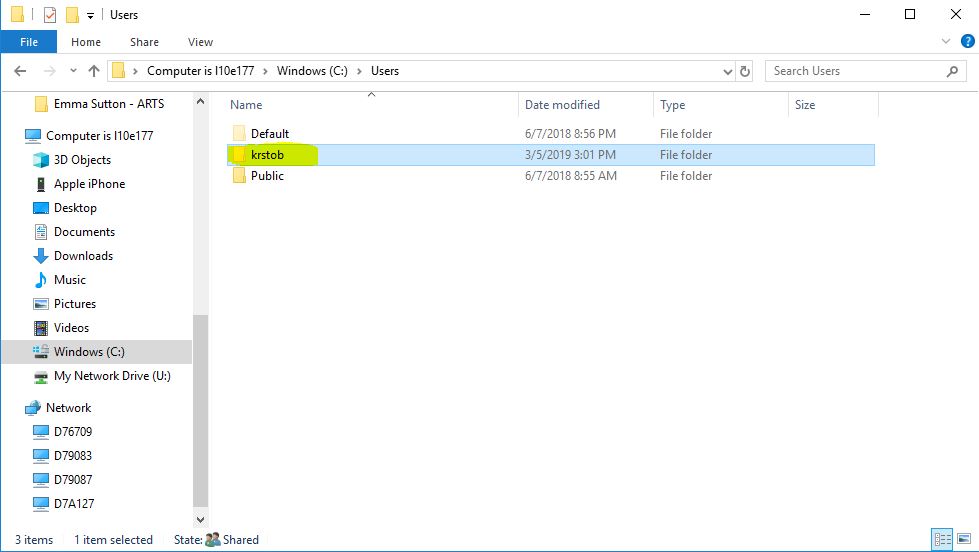 Users
File Home Share View
Computer is l10e177 Windows (C:) Users Search Users
Name Date modified Type Size
Default 6/7/2018 8:56 PM File folder
krstob 3/5/2019 3:01 PM File folder
Public 6/7/2018 8:55 AM File folder
Emma Sutton - ARTS
Computer is l10e177
3D Objects
Apple iPhone
Desktop
Documents
Downloads
Music
Pictures
Videos
Windows (C:)
My Network Drive (U:)
Network
D76709
D79083
D79087
D7A127
3 items 1 item selected State: Shared